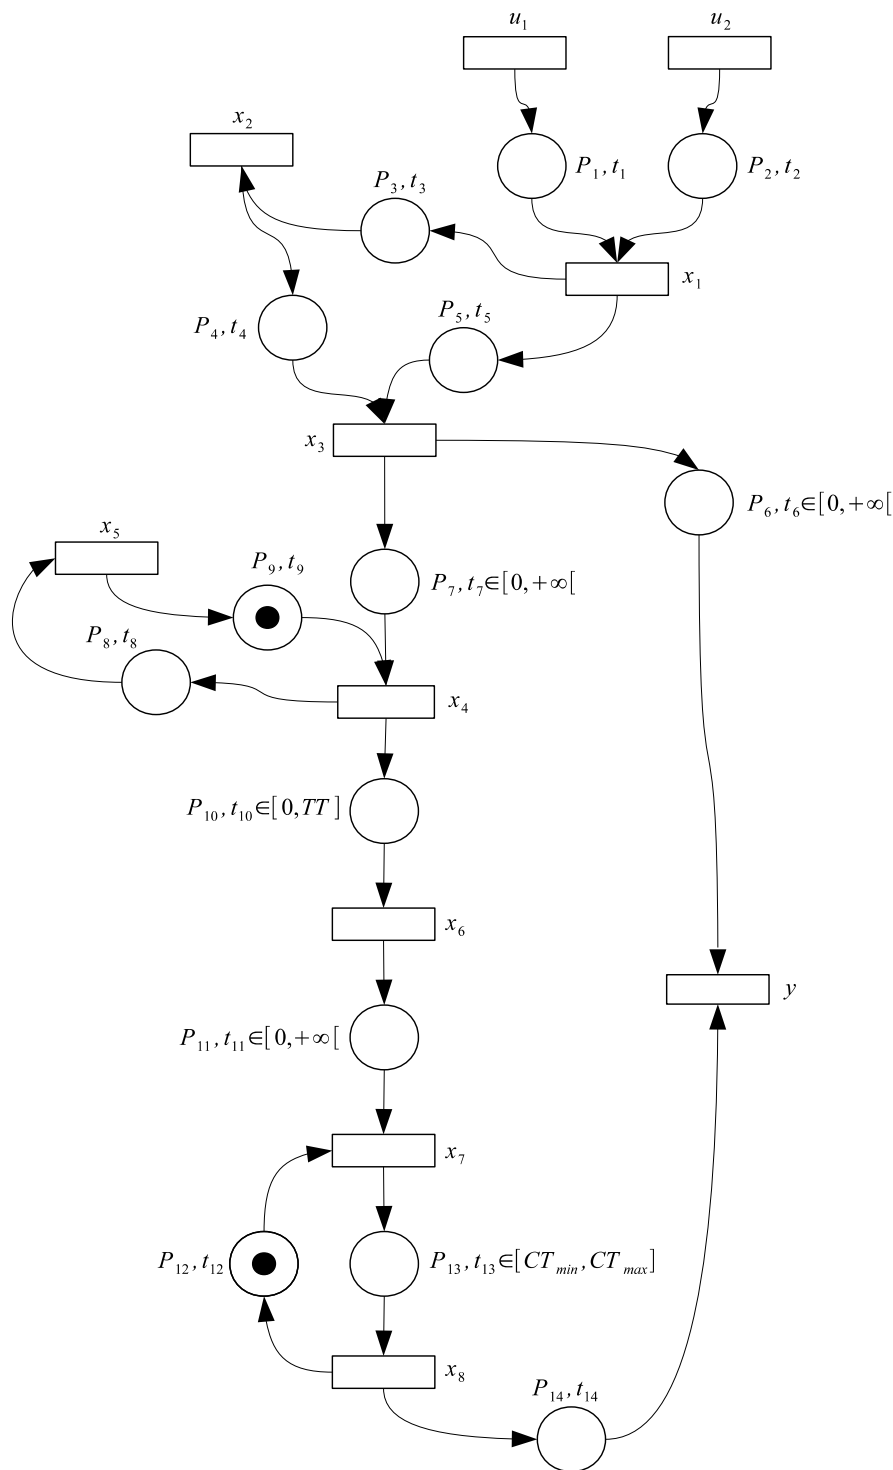 u₁
u₂
x₂
P₁, t₁
P₂, t₂
P₃, t₃
x₁
P₄, t₄
P₅, t₅
x₃
P₆, t₆∈[0,+∞[
x₅
P₉, t₉
P₇, t₇∈[0,+∞[
P₈, t₈
x₄
P₁₀, t₁₀∈[0,TT]
x₆
y
P₁₁, t₁₁∈[0,+∞[
x₇
P₁₂, t₁₂
P₁₃, t₁₃∈[CT_min, CT_max]
x₈
P₁₄, t₁₄